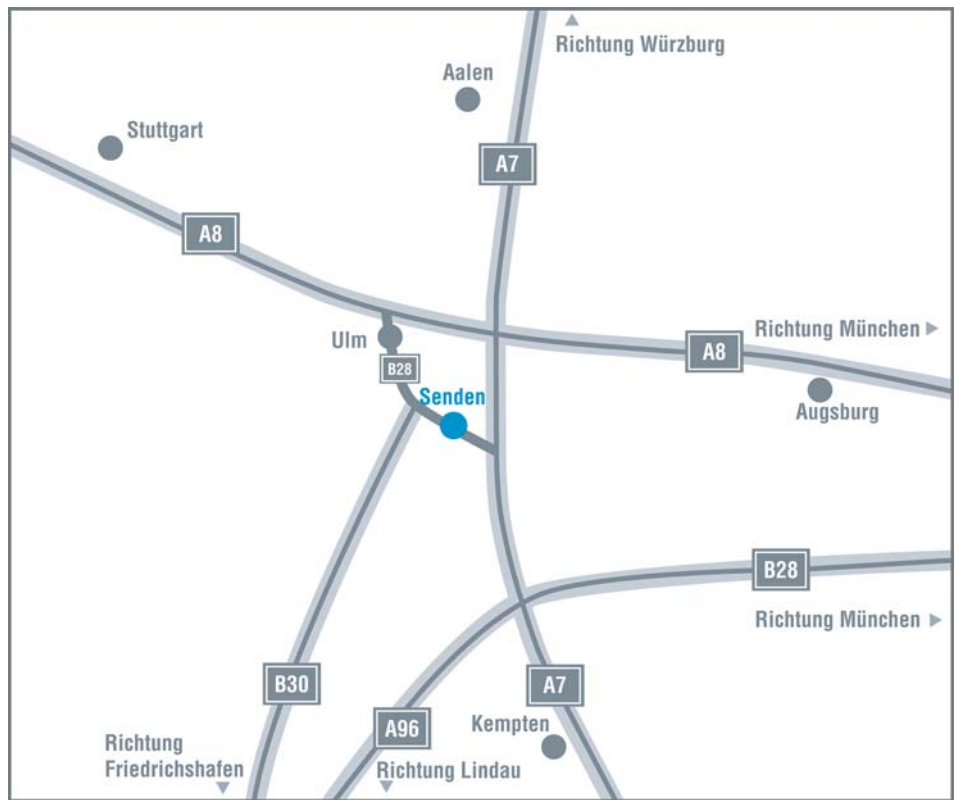 Richtung Würzburg
Aalen
Stuttgart
A7
A8
Richtung München
Ulm
A8
B28
Senden
Augsburg
B28
Richtung München
B30
A7
Kempten
A96
Richtung
Friedrichshafen
Richtung Lindau